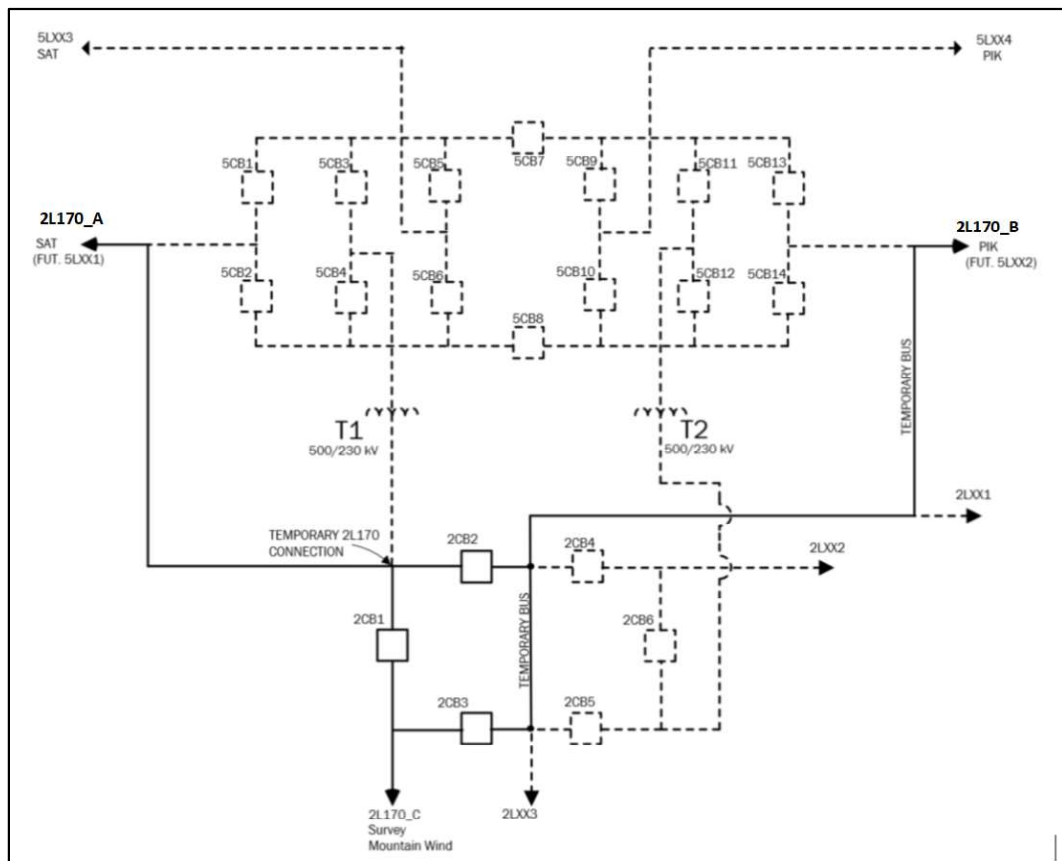 5LXX3
SAT
5LXX4
PIK
5CB1
5CB3
5CB5
5CB7
5CB9
5CB11
5CB13
2L170_A
SAT
(FUT. 5LXX1)
2L170_B
PIK
(FUT. 5LXX2)
5CB2
5CB4
5CB6
5CB8
5CB10
5CB12
5CB14
TEMPORARY BUS
T1
500/230 kV
T2
500/230 kV
2LXX1
TEMPORARY 2L170
CONNECTION
2CB2
2CB4
2LXX2
2CB1
TEMPORARY BUS
2CB6
2CB3
2CB5
2L170_C
Survey
Mountain Wind
2LXX3